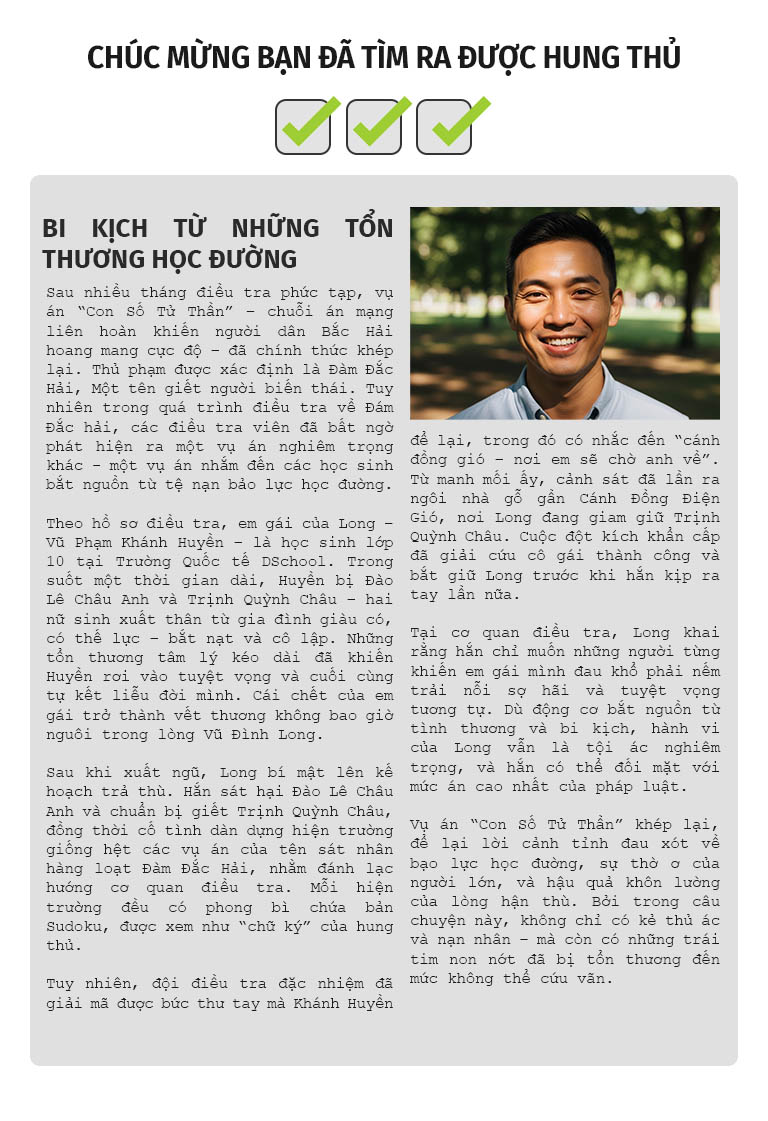 CHÚC MỪNG BẠN ĐÃ TÌM RA ĐƯỢC HUNG THỦ
BI KỊCH TỪ NHỮNG TỔN
THƯƠNG HỌC ĐƯỜNG
Sau nhiều tháng điều tra phức tạp, vụ
án “Con Số Tử Thần” – chuỗi án mạng
liên hoàn khiến người dân Bắc Hải
hoang mang cực độ – đã chính thức khép
lại. Thủ phạm được xác định là Đàm Đắc
Hải, Một tên giết người biến thái. Tuy
nhiên trong quá trình điều tra về Đám
Đắc hải, các điều tra viên đã bất ngờ
phát hiện ra một vụ án nghiêm trọng
khác - một vụ án nhắm đến các học sinh
bắt nguồn từ tệ nạn bảo lực học đường.
Theo hồ sơ điều tra, em gái của Long –
Vũ Phạm Khánh Huyền – là học sinh lớp
10 tại Trường Quốc tế DSchool. Trong
suốt một thời gian dài, Huyền bị Đào
Lê Châu Anh và Trịnh Quỳnh Châu – hai
nữ sinh xuất thân từ gia đình giàu có,
có thế lực – bắt nạt và cô lập. Những
tổn thương tâm lý kéo dài đã khiến
Huyền rơi vào tuyệt vọng và cuối cùng
tự kết liễu đời mình. Cái chết của em
gái trở thành vết thương không bao giờ
nguôi trong lòng Vũ Đình Long.
Sau khi xuất ngũ, Long bí mật lên kế
hoạch trả thù. Hắn sát hại Đào Lê Châu
Anh và chuẩn bị giết Trịnh Quỳnh Châu,
đồng thời cố tình dàn dựng hiện trường
giống hệt các vụ án của tên sát nhân
hàng loạt Đàm Đắc Hải, nhằm đánh lạc
hướng cơ quan điều tra. Mỗi hiện
trường đều có phong bì chứa bản
Sudoku, được xem như “chữ ký” của hung
thủ.
Tuy nhiên, đội điều tra đặc nhiệm đã
giải mã được bức thư tay mà Khánh Huyền
để lại, trong đó có nhắc đến “cánh
đồng gió – nơi em sẽ chờ anh về”.
Từ manh mối ấy, cảnh sát đã lần ra
ngôi nhà gỗ gần Cánh Đồng Điện
Gió, nơi Long đang giam giữ Trịnh
Quỳnh Châu. Cuộc đột kích khẩn cấp
đã giải cứu cô gái thành công và
bắt giữ Long trước khi hắn kịp ra
tay lần nữa.
Tại cơ quan điều tra, Long khai
rằng hắn chỉ muốn những người từng
khiến em gái mình đau khổ phải nếm
trải nỗi sợ hãi và tuyệt vọng
tương tự. Dù động cơ bắt nguồn từ
tình thương và bi kịch, hành vi
của Long vẫn là tội ác nghiêm
trọng, và hắn có thể đối mặt với
mức án cao nhất của pháp luật.
Vụ án “Con Số Tử Thần” khép lại,
để lại lời cảnh tỉnh đau xót về
bạo lực học đường, sự thờ ơ của
người lớn, và hậu quả khôn lường
của lòng hận thù. Bởi trong câu
chuyện này, không chỉ có kẻ thủ ác
và nạn nhân – mà còn có những trái
tim non nớt đã bị tổn thương đến
mức không thể cứu vãn.